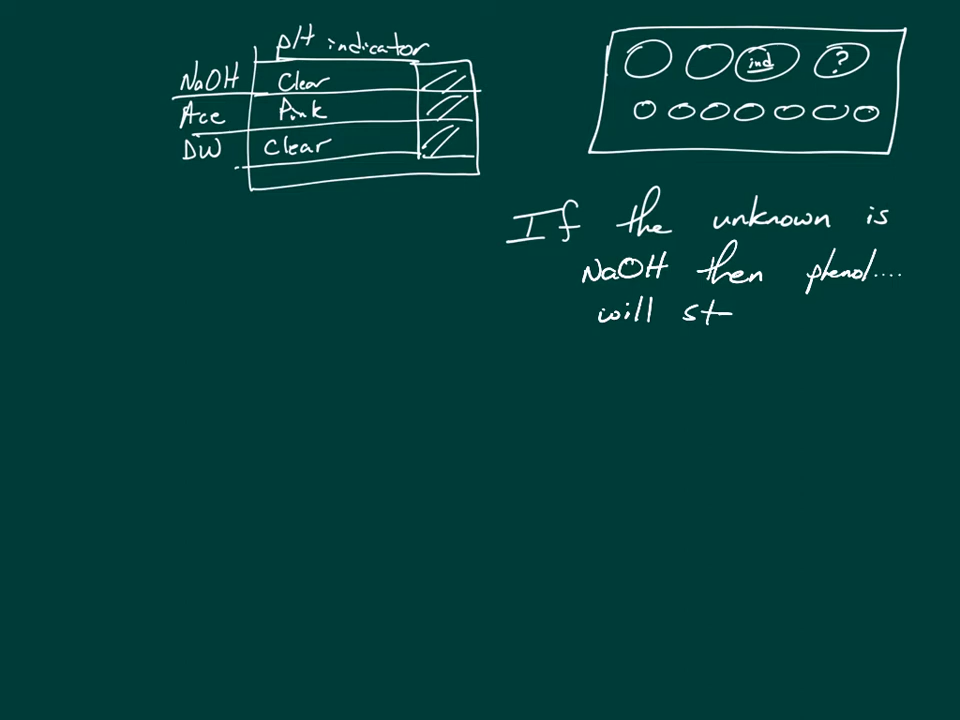 pH indicator
NaOH Clear
Ace Pink
DW Clear
ind ?
If the unknown is
NaOH then phenol....
will st